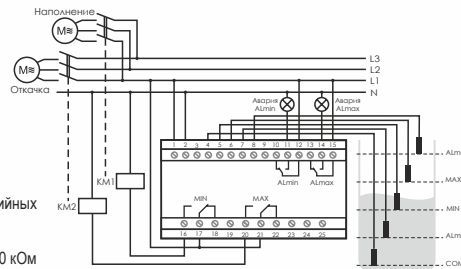 Наполнение
M≅
L3
L2
M≅
L1
Откачка
N
Авария ALmin
Авария ALmax
1 2 3 4 5 6 7 8 9 10 11 12 13 14 15
ALm
ALmin
ALmax
KM1
MAX
MIN
MAX
MIN
KM2
ийных
16 17 18 19 20 21 22 23 24 25
ALm
0 кОм
COM